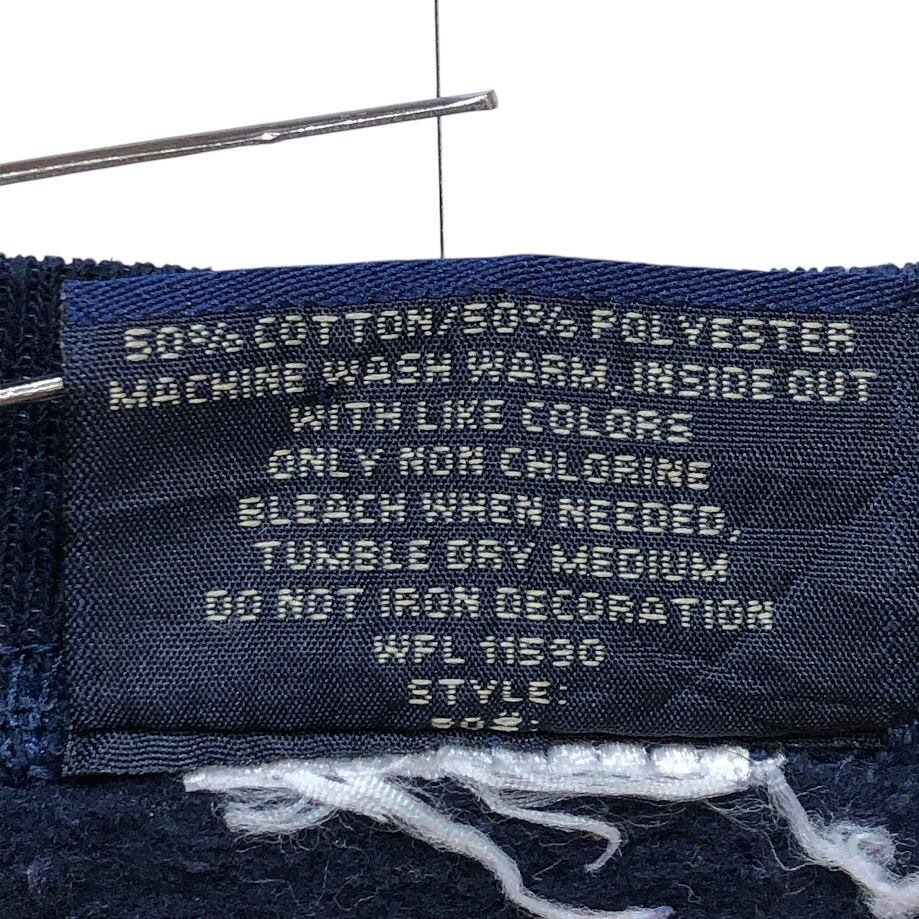 50% COTTON/50% POLYESTER
MACHINE WASH WARM, INSIDE OUT
WITH LIKE COLORS
ONLY NON CHLORINE
BLEACH WHEN NEEDED,
TUMBLE DRY MEDIUM
DO NOT IRON DECORATION
WPL 11590
STYLE: